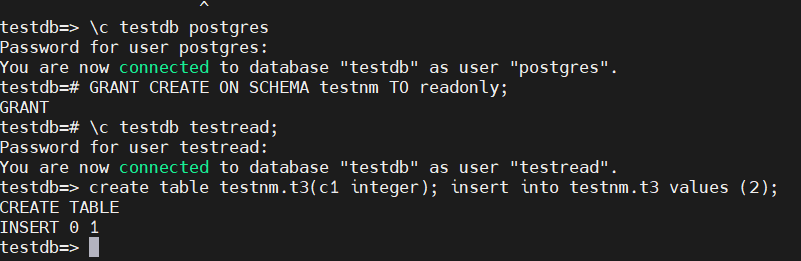 ^
testdb=> \c testdb postgres
Password for user postgres:
You are now connected to database "testdb" as user "postgres".
testdb=# GRANT CREATE ON SCHEMA testnm TO readonly;
GRANT
testdb=# \c testdb testread;
Password for user testread:
You are now connected to database "testdb" as user "testread".
testdb=> create table testnm.t3(c1 integer); insert into testnm.t3 values (2);
CREATE TABLE
INSERT 0 1
testdb=>